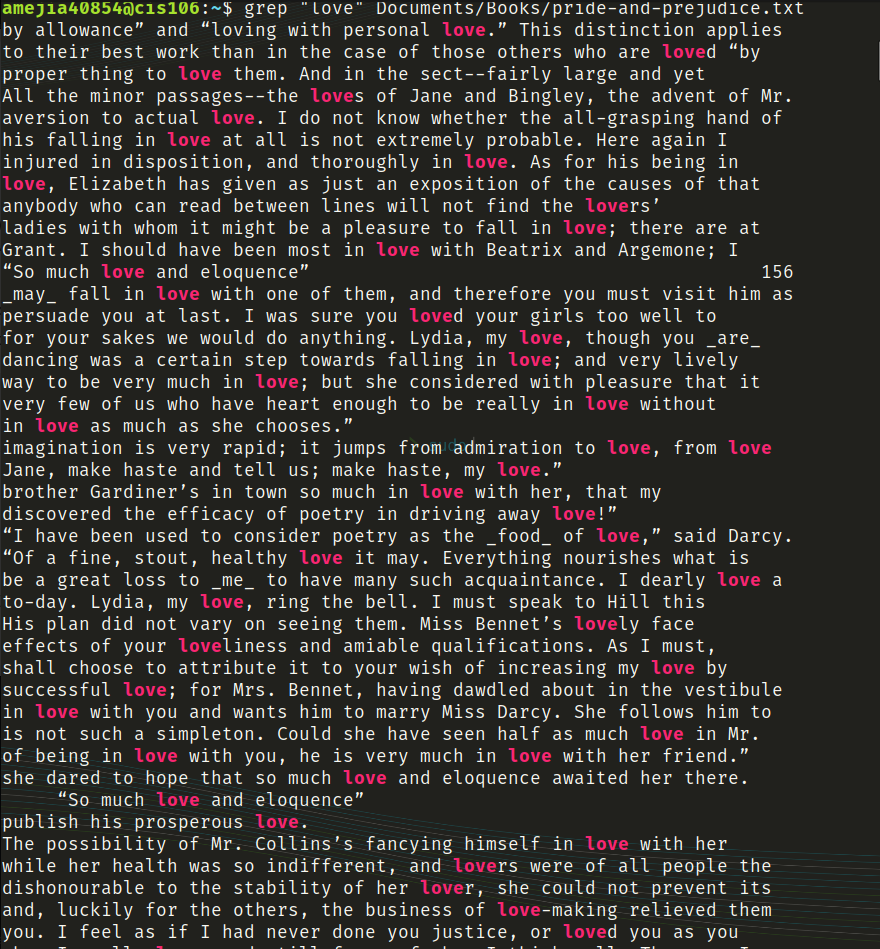 amejia40854@cis106:~$ grep "love" Documents/Books/pride-and-prejudice.txt
by allowance” and “loving with personal love.” This distinction applies
to their best work than in the case of those others who are loved “by
proper thing to love them. And in the sect--fairly large and yet
All the minor passages--the loves of Jane and Bingley, the advent of Mr.
aversion to actual love. I do not know whether the all-grasping hand of
his falling in love at all is not extremely probable. Here again I
injured in disposition, and thoroughly in love. As for his being in
love, Elizabeth has given as just an exposition of the causes of that
anybody who can read between lines will not find the lovers’
ladies with whom it might be a pleasure to fall in love; there are at
Grant. I should have been most in love with Beatrix and Argemone; I
“So much love and eloquence” 156
_may_ fall in love with one of them, and therefore you must visit him as
persuade you at last. I was sure you loved your girls too well to
for your sakes we would do anything. Lydia, my love, though you _are_
dancing was a certain step towards falling in love; and very lively
way to be very much in love; but she considered with pleasure that it
very few of us who have heart enough to be really in love without
in love as much as she chooses.”
imagination is very rapid; it jumps from admiration to love, from love
Jane, make haste and tell us; make haste, my love.”
brother Gardiner’s in town so much in love with her, that my
discovered the efficacy of poetry in driving away love!”
“I have been used to consider poetry as the _food_ of love,” said Darcy.
“Of a fine, stout, healthy love it may. Everything nourishes what is
be a great loss to _me_ to have many such acquaintance. I dearly love a
to-day. Lydia, my love, ring the bell. I must speak to Hill this
His plan did not vary on seeing them. Miss Bennet’s lovely face
effects of your loveliness and amiable qualifications. As I must,
shall choose to attribute it to your wish of increasing my love by
successful love; for Mrs. Bennet, having dawdled about in the vestibule
in love with you and wants him to marry Miss Darcy. She follows him to
is not such a simpleton. Could she have seen half as much love in Mr.
of being in love with you, he is very much in love with her friend.”
she dared to hope that so much love and eloquence awaited her there.
“So much love and eloquence”
publish his prosperous love.
The possibility of Mr. Collins’s fancying himself in love with her
while her health was so indifferent, and lovers were of all people the
dishonourable to the stability of her lover, she could not prevent its
and, luckily for the others, the business of love-making relieved them
you. I feel as if I had never done you justice, or loved you as you